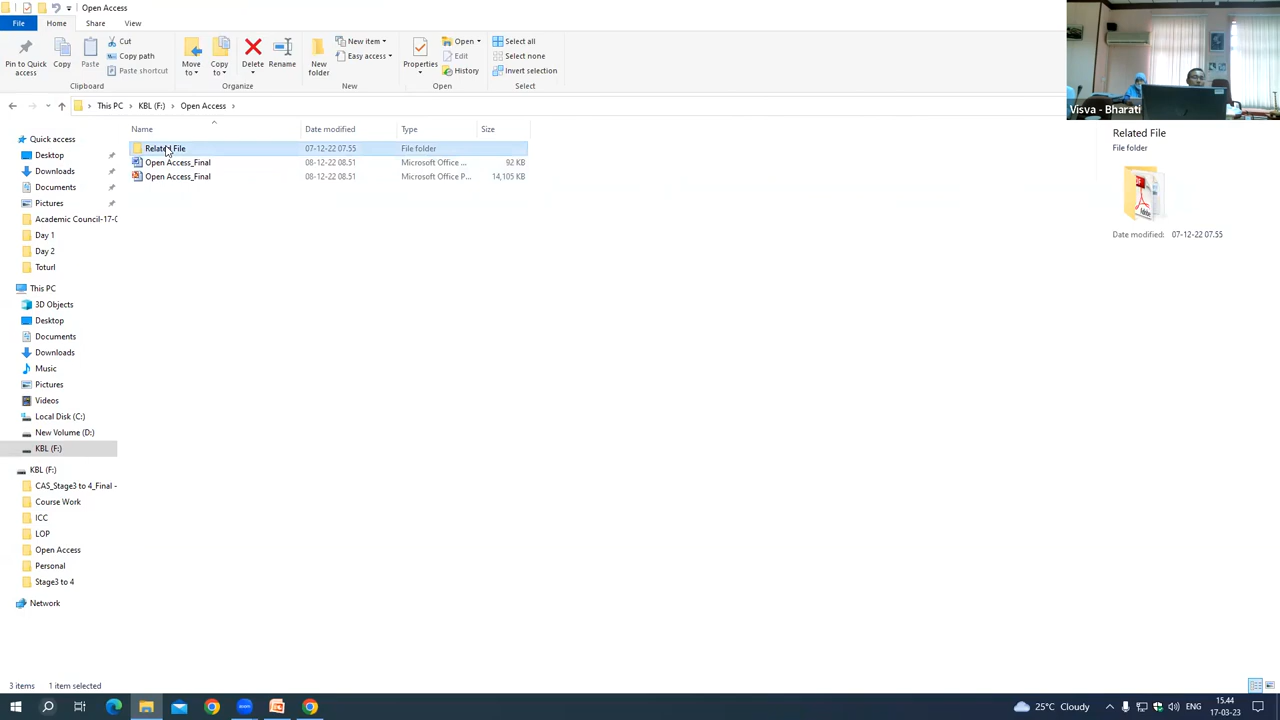 Open Access
File Home Share View
Pin to Quick access
Copy
Paste
Cut
Copy path
Paste shortcut
Clipboard
Move to
Copy to
Delete
Rename
Organize
New folder
New item
Easy access
New
Properties
Open
Edit
History
Open
Select all
Select none
Invert selection
Select
This PC > KBL (F:) > Open Access >
Name Date modified Type Size
Related File 07-12-22 07.55 File folder
Open Access_Final 08-12-22 08.51 Microsoft Office ... 92 KB
Open Access_Final 08-12-22 08.51 Microsoft Office P... 14,105 KB
Quick access
Desktop
Downloads
Documents
Pictures
Academic Council-17-0
Day 1
Day 2
Toturl
This PC
3D Objects
Desktop
Documents
Downloads
Music
Pictures
Videos
Local Disk (C:)
New Volume (D:)
KBL (F:)
KBL (F:)
CAS_Stage3 to 4_Final -
Course Work
ICC
LOP
Open Access
Personal
Stage3 to 4
Network
Visva - Bharati
Related File
File folder
Date modified: 07-12-22 07.55
3 items 1 item selected
25°C Cloudy
ENG
15.44
17-03-23